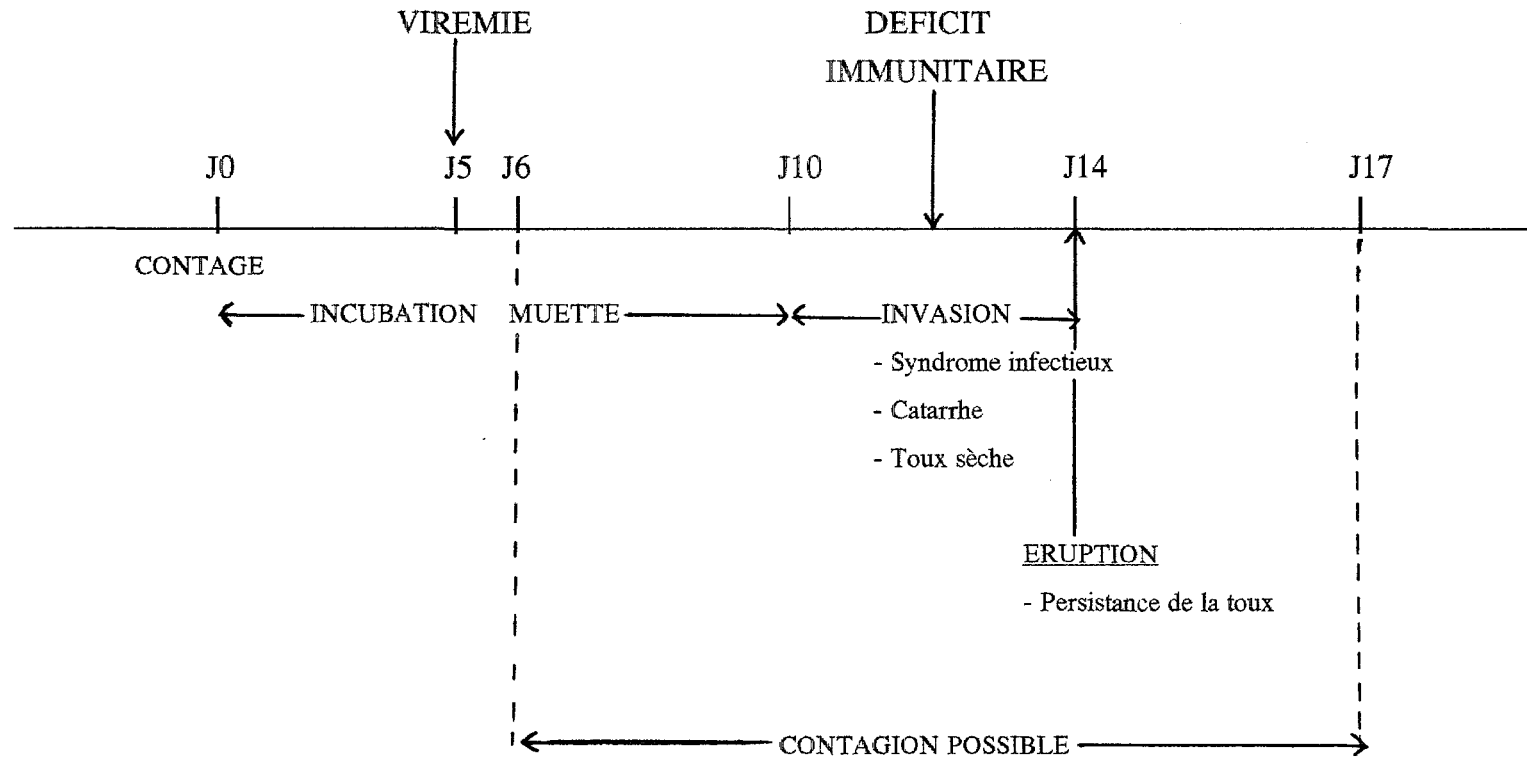 VIREMIE
DEFICIT
IMMUNITAIRE
J0
J5
J6
J10
J14
J17
CONTAGE
INCUBATION MUETTE
INVASION
- Syndrome infectieux
- Catarrhe
- Toux sèche
ERUPTION
- Persistance de la toux
CONTAGION POSSIBLE